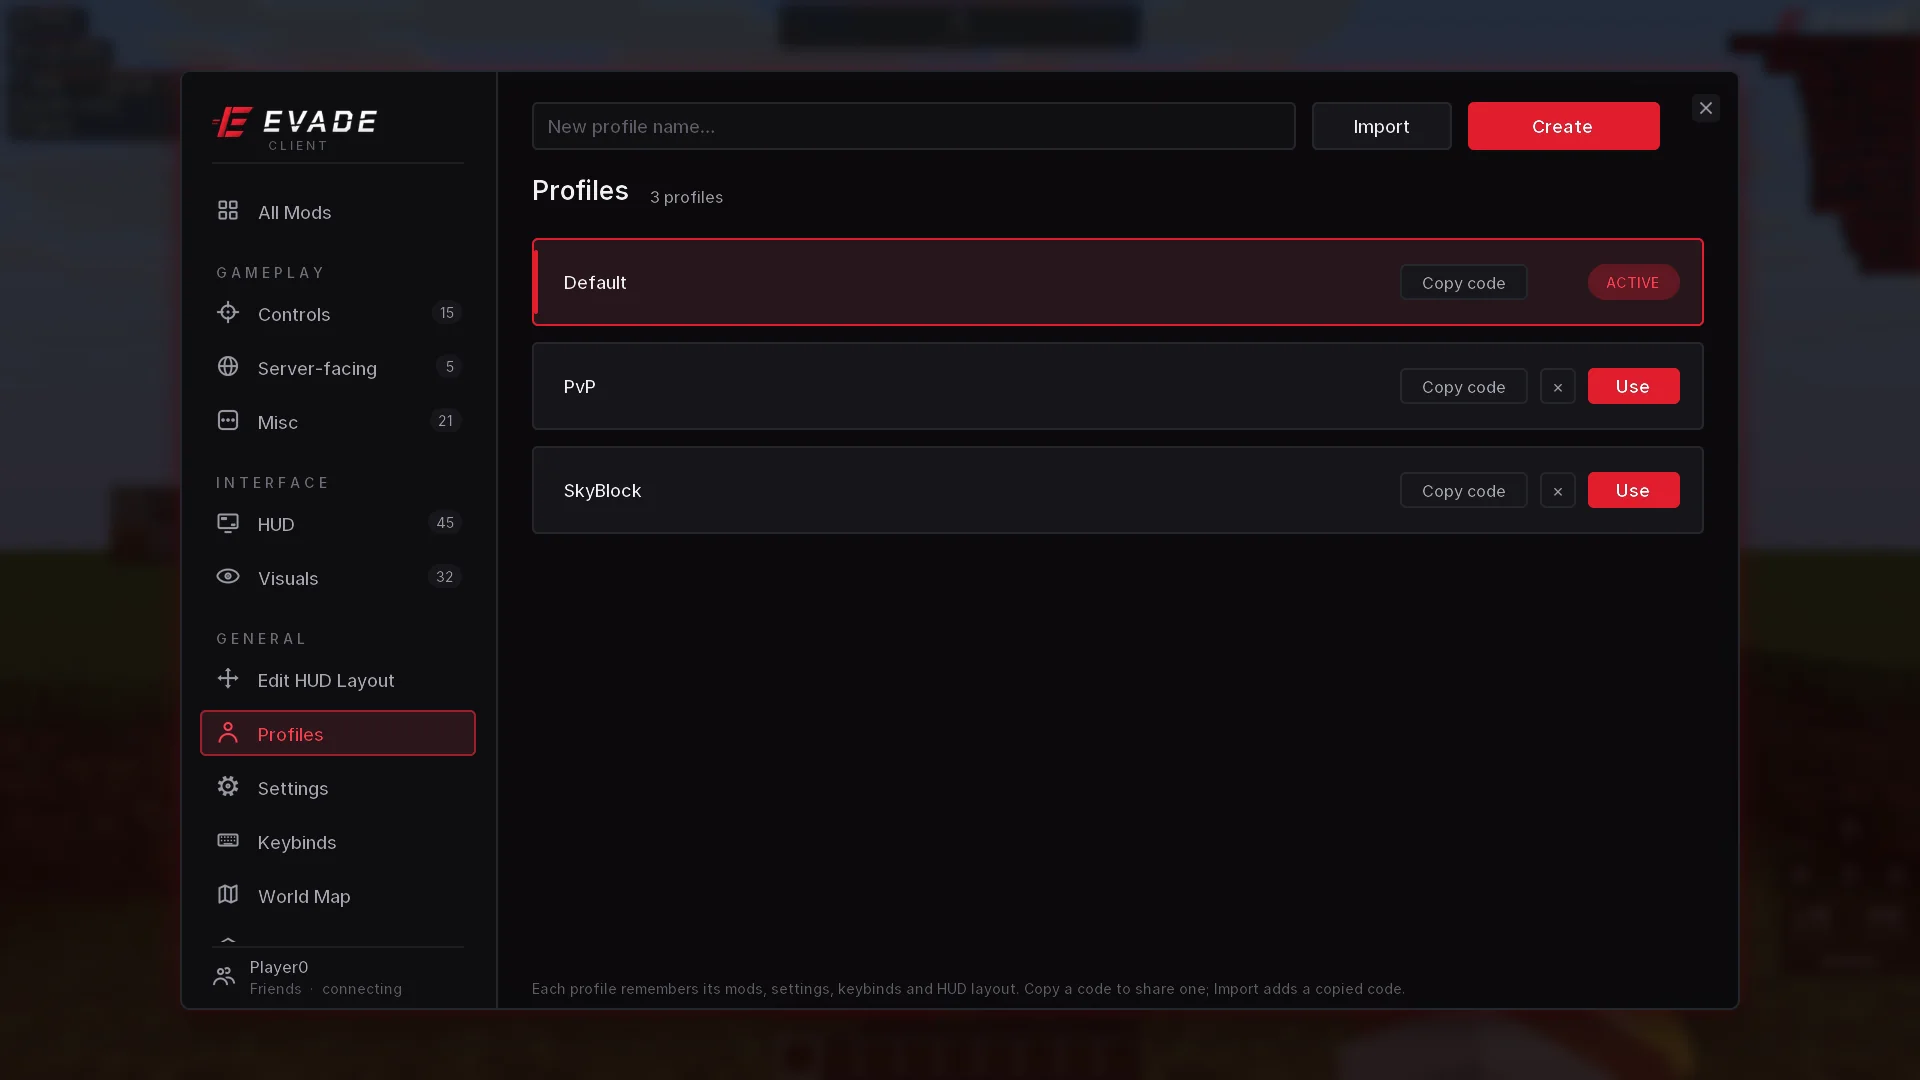 EVADE
CLIENT
New profile name...
Import
Create
Profiles
3 profiles
All Mods
GAMEPLAY
Controls
15
Server-facing
5
Misc
21
INTERFACE
HUD
45
Visuals
32
GENERAL
Edit HUD Layout
Profiles
Settings
Keybinds
World Map
Player0
Friends · connecting
Default
Copy code
ACTIVE
PvP
Copy code
×
Use
SkyBlock
Copy code
×
Use
Each profile remembers its mods, settings, keybinds and HUD layout. Copy a code to share one; Import adds a copied code.